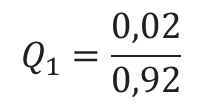 Q₁ = 0,02 / 0,92